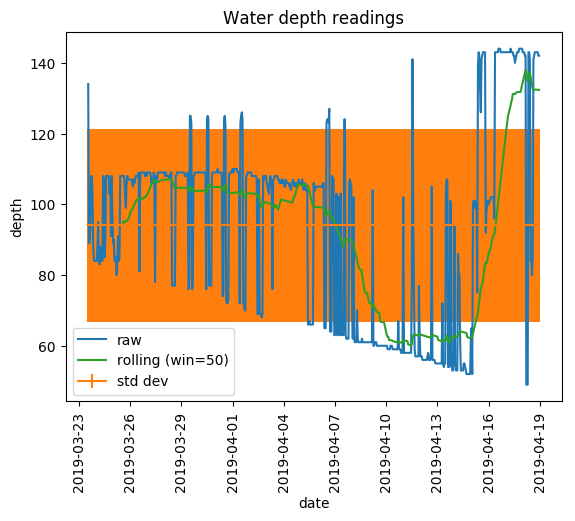 Water depth readings
depth
140
120
100
80
60
raw
rolling (win=50)
std dev
2019-03-23
2019-03-26
2019-03-29
2019-04-01
2019-04-04
2019-04-07
2019-04-10
2019-04-13
2019-04-16
2019-04-19
date